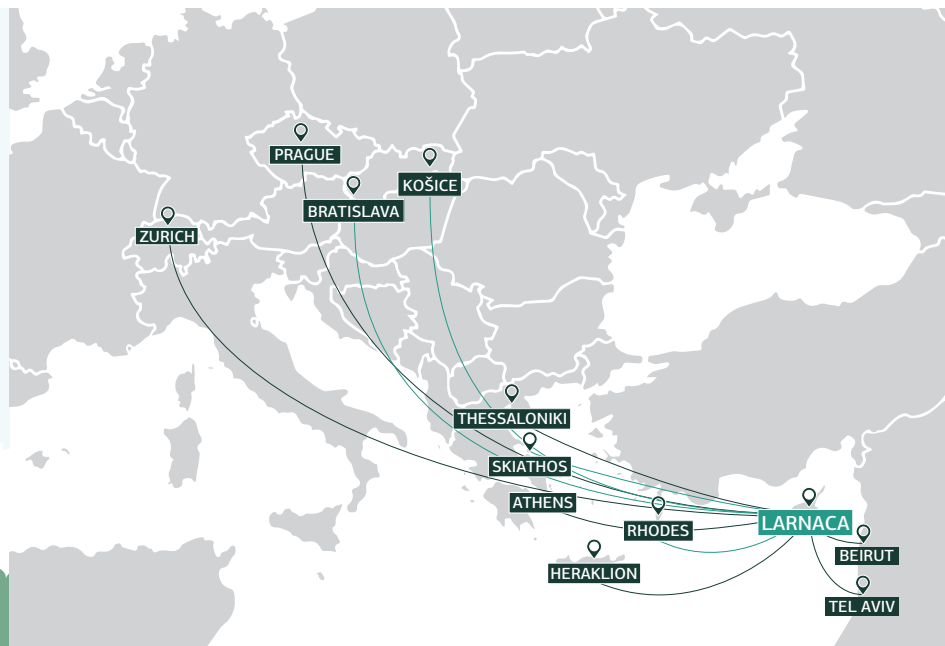 PRAGUE
KOŠICE
BRATISLAVA
ZURICH
THESSALONIKI
SKIATHOS
ATHENS
RHODES
LARNACA
BEIRUT
HERAKLION
TEL AVIV